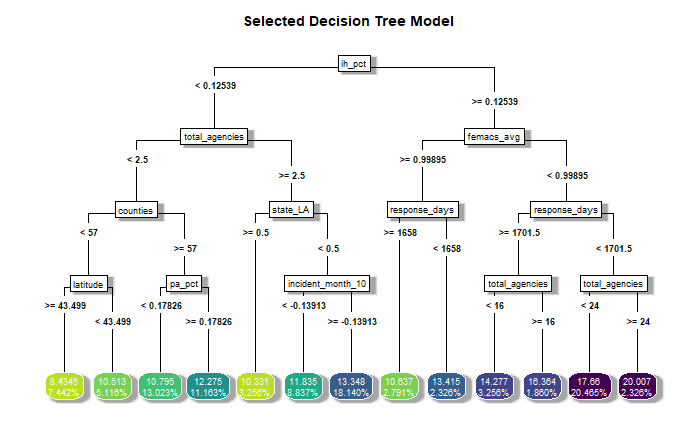 Selected Decision Tree Model
ih_pct
< 0.12539
>= 0.12539
total_agencies
femacs_avg
< 2.5
>= 2.5
>= 0.99895
< 0.99895
counties
state_LA
response_days
response_days
< 57
>= 57
>= 0.5
< 0.5
>= 1658
< 1658
>= 1701.5
< 1701.5
latitude
pa_pct
incident_month_10
total_agencies
total_agencies
>= 43.499
< 43.499
< 0.17826
>= 0.17826
< -0.13913
>= -0.13913
< 16
>= 16
< 24
>= 24
8.4345 10.513 10.795 12.275 10.331 11.835 13.348 10.637 13.415 14.277 16.364 17.66 20.007
7.442% 5.116% 13.023% 11.163% 3.256% 8.837% 18.140% 2.791% 2.326% 3.256% 1.860% 20.465% 2.326%